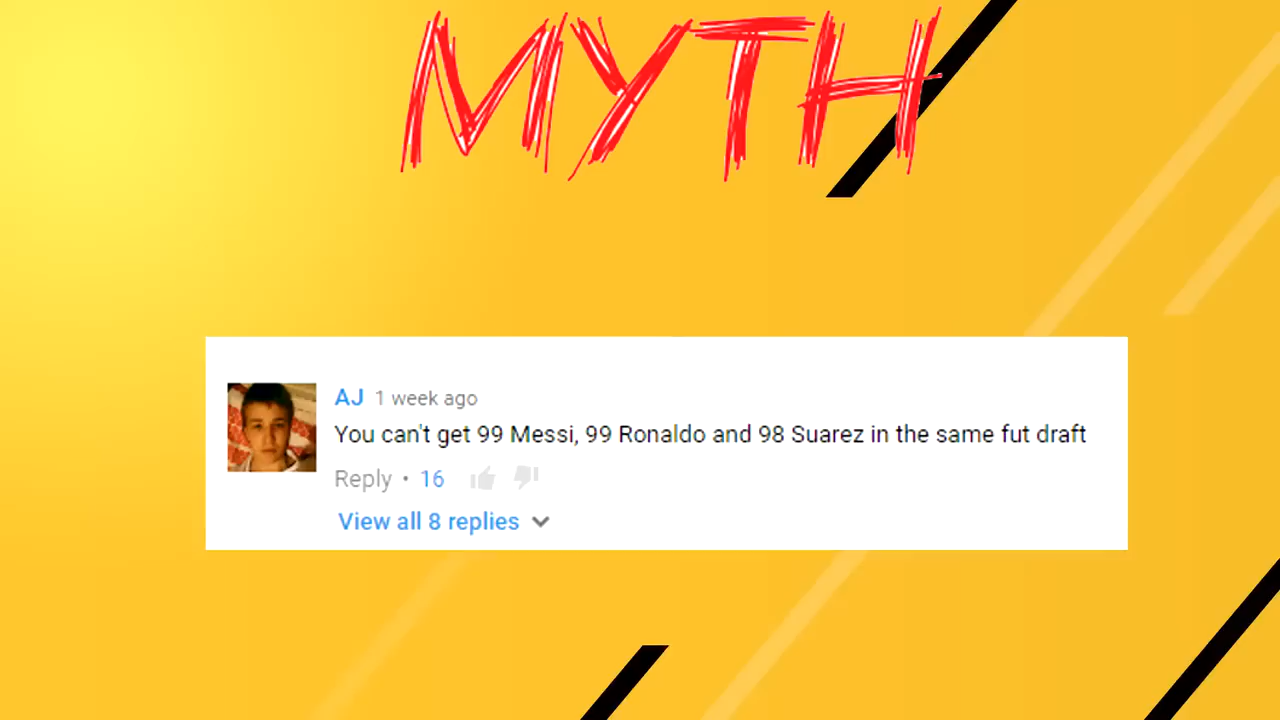 MYTH
AJ 1 week ago
You can't get 99 Messi, 99 Ronaldo and 98 Suarez in the same fut draft
Reply • 16
View all 8 replies